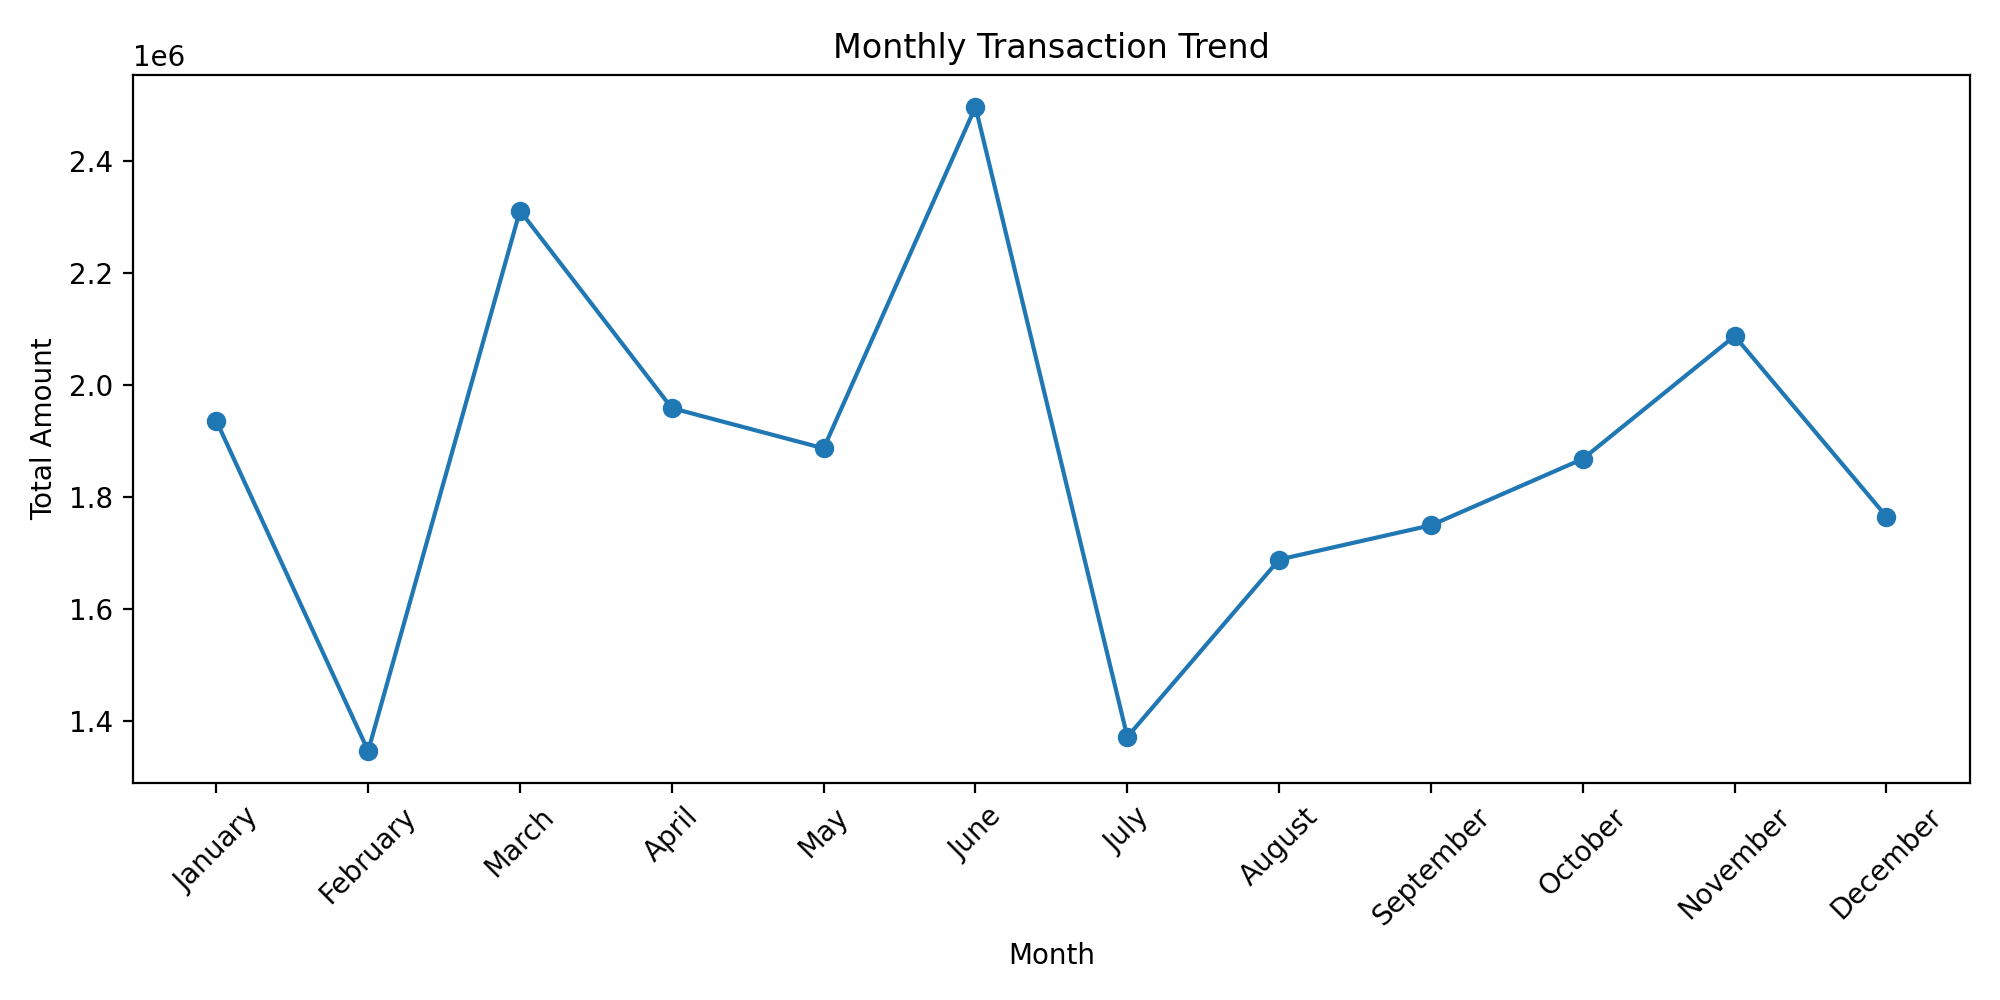 Monthly Transaction Trend
1e6
2.4
2.2
2.0
1.8
1.6
1.4
Total Amount
January
February
March
April
May
June
July
August
September
October
November
December
Month